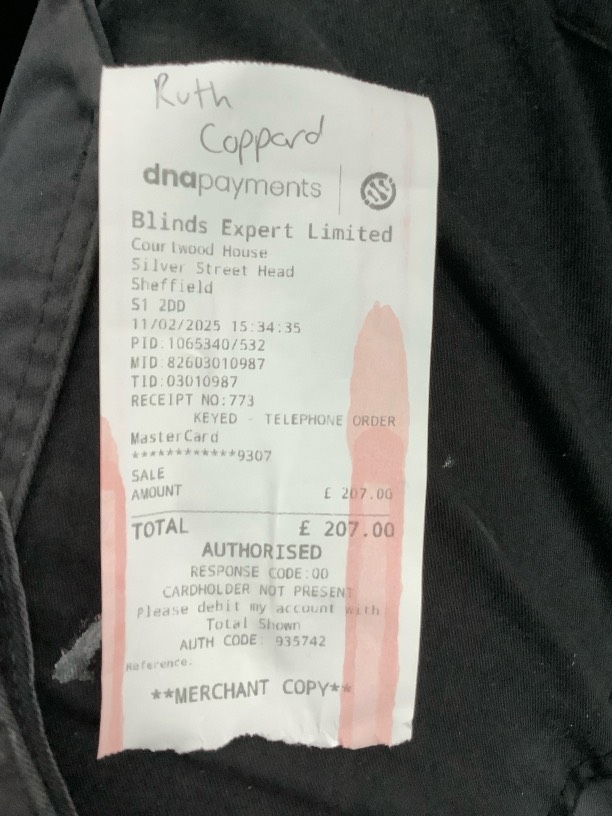 Ruth
Coppard
dnapayments
Blinds Expert Limited
Courtwood House
Silver Street Head
Sheffield
S1 2DD
11/02/2025 15:34:35
PID:1065340/532
MID:82603010987
TID:03010987
RECEIPT NO:773
KEYED - TELEPHONE ORDER
MasterCard
************9307
SALE
AMOUNT £ 207.00
TOTAL £ 207.00
AUTHORISED
RESPONSE CODE:00
CARDHOLDER NOT PRESENT
Please debit my account with
Total Shown
AUTH CODE: 935742
Reference:
**MERCHANT COPY**